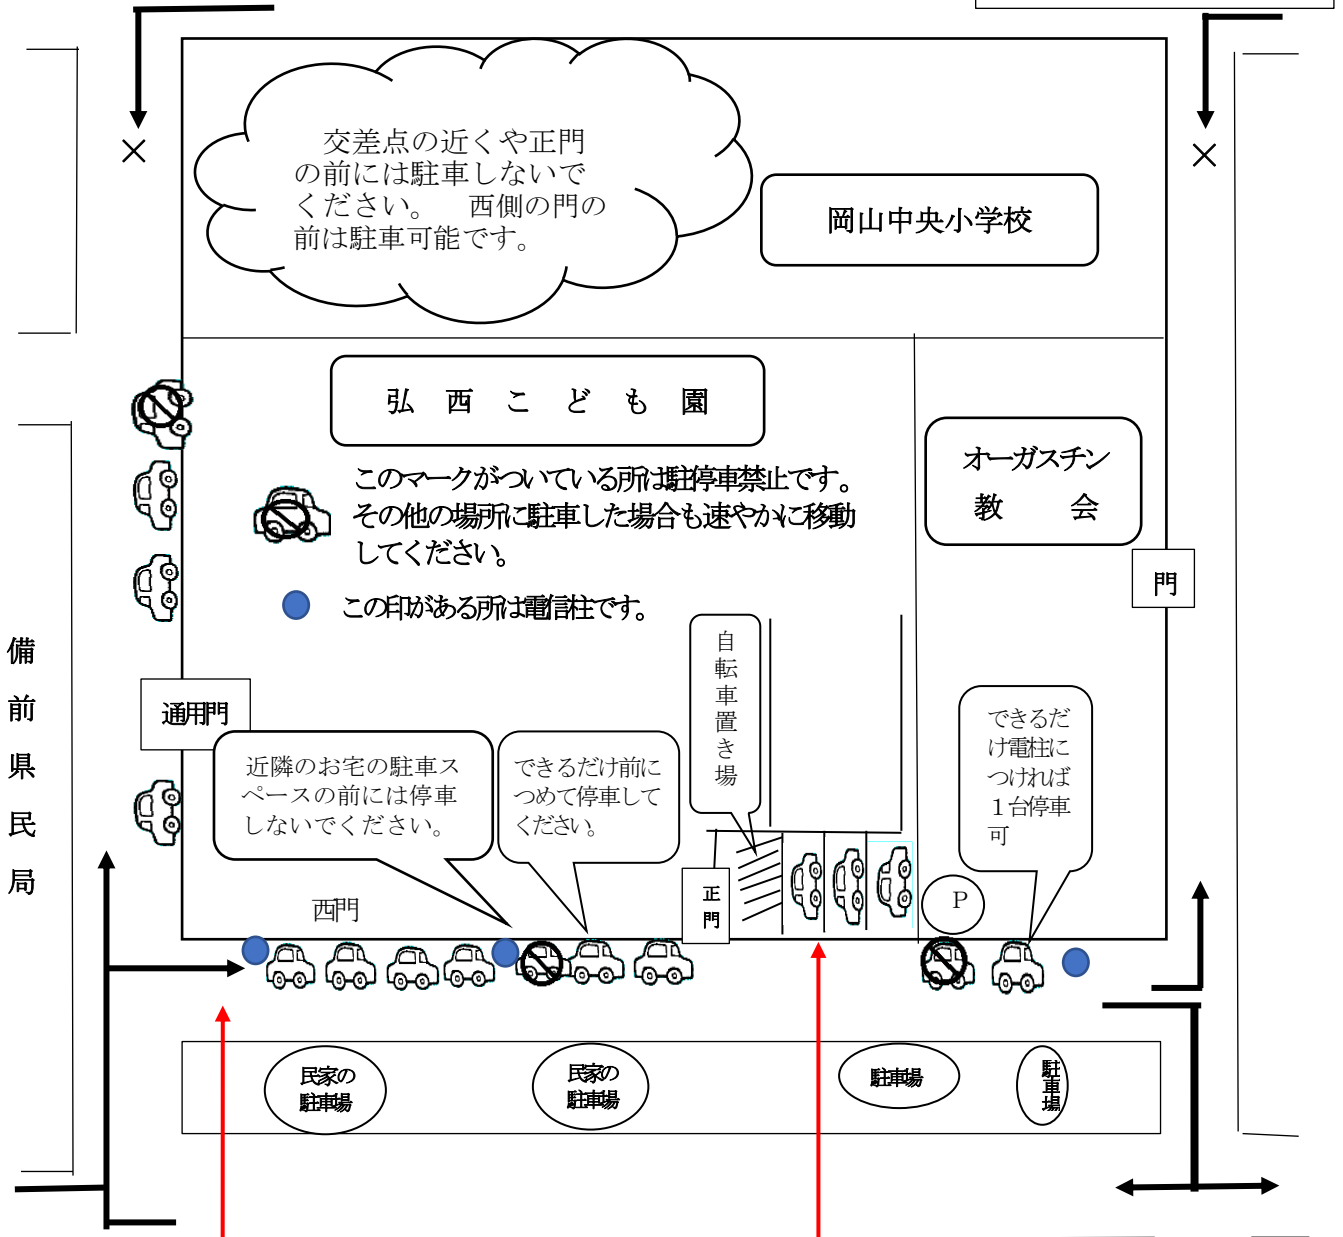 交差点の近くや正門
の前には駐車しないで
ください。　西側の門の
前は駐車可能です。
岡山中央小学校
弘　西　こ　ど　も　園
このマークがついている所は駐停車禁止です。
その他の場所に駐車した場合も速やかに移動
してください。
この印がある所は電信柱です。
オーガスチン
教　　会
門
備前県民局
通用門
自転車置き場
近隣のお宅の駐車ス
ペースの前には停車
しないでください。
できるだけ前に
つめて停車して
ください。
できるだ
け電柱に
つければ
１台停車
可
正門
P
西門
民家の
駐車場
民家の
駐車場
駐車場
駐車場